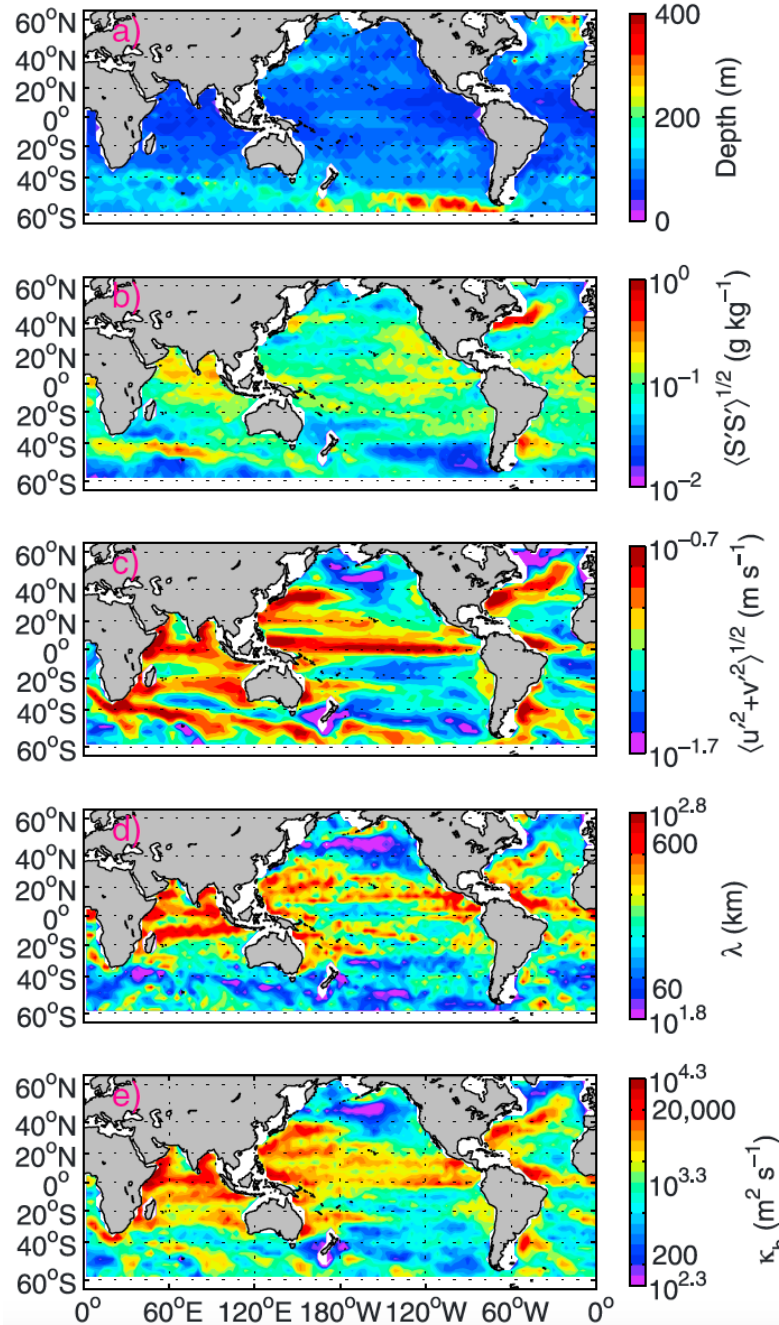 a)
60°N
40°N
20°N
0°
20°S
40°S
60°S
400
200
0
Depth (m)
b)
60°N
40°N
20°N
0°
20°S
40°S
60°S
10⁰
10⁻¹
10⁻²
⟨S′S′⟩^{1/2} (g kg⁻¹)
c)
60°N
40°N
20°N
0°
20°S
40°S
60°S
10^{−0.7}
10^{−1.7}
⟨u′²+v′²⟩^{1/2} (m s⁻¹)
d)
60°N
40°N
20°N
0°
20°S
40°S
60°S
10^{2.8}
600
60
10^{1.8}
λ (km)
e)
60°N
40°N
20°N
0°
20°S
40°S
60°S
10^{4.3}
20,000
10^{3.3}
200
10^{2.3}
(m² s⁻¹)
0° 60°E 120°E 180°W 120°W 60°W 0°